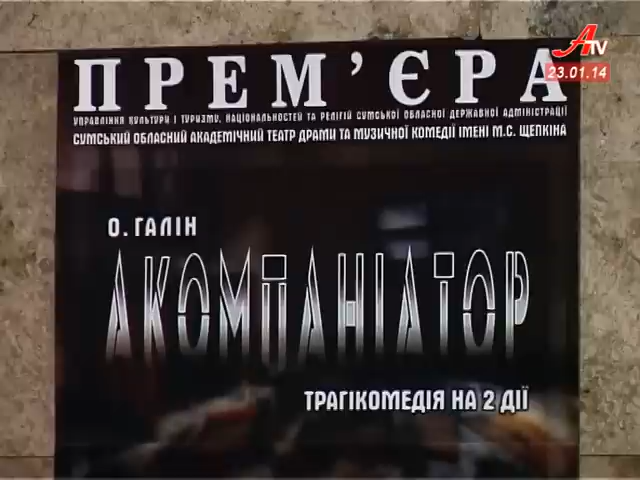 ATV
23.01.14
ПРЕМ'ЄРА
УПРАВЛІННЯ КУЛЬТУРИ І ТУРИЗМУ, НАЦІОНАЛЬНОСТЕЙ ТА РЕЛІГІЙ СУМСЬКОЇ ОБЛАСНОЇ ДЕРЖАВНОЇ АДМІНІСТРАЦІЇ
СУМСЬКИЙ ОБЛАСНИЙ АКАДЕМІЧНИЙ ТЕАТР ДРАМИ ТА МУЗИЧНОЇ КОМЕДІЇ ІМЕНІ М.С. ЩЕПКІНА
О. ГАЛІН
АКОМПАНІАТОР
ТРАГІКОМЕДІЯ НА 2 ДІЇ